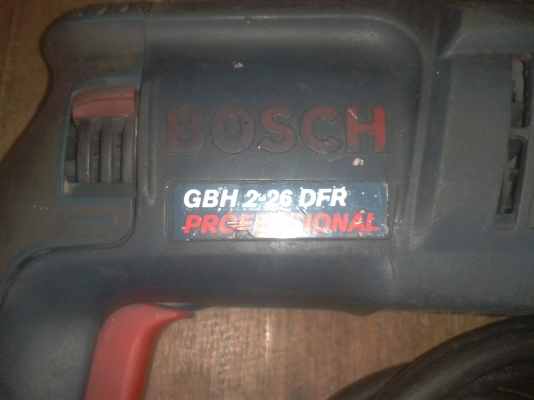 BOSCH
GBH 2-26 DFR
PROFESSIONAL